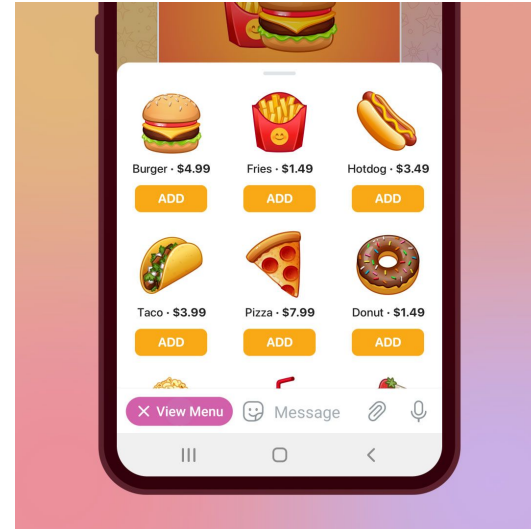 Burger · $4.99
Fries · $1.49
Hotdog · $3.49
ADD
ADD
ADD
Taco · $3.99
Pizza · $7.99
Donut · $1.49
ADD
ADD
ADD
View Menu
Message